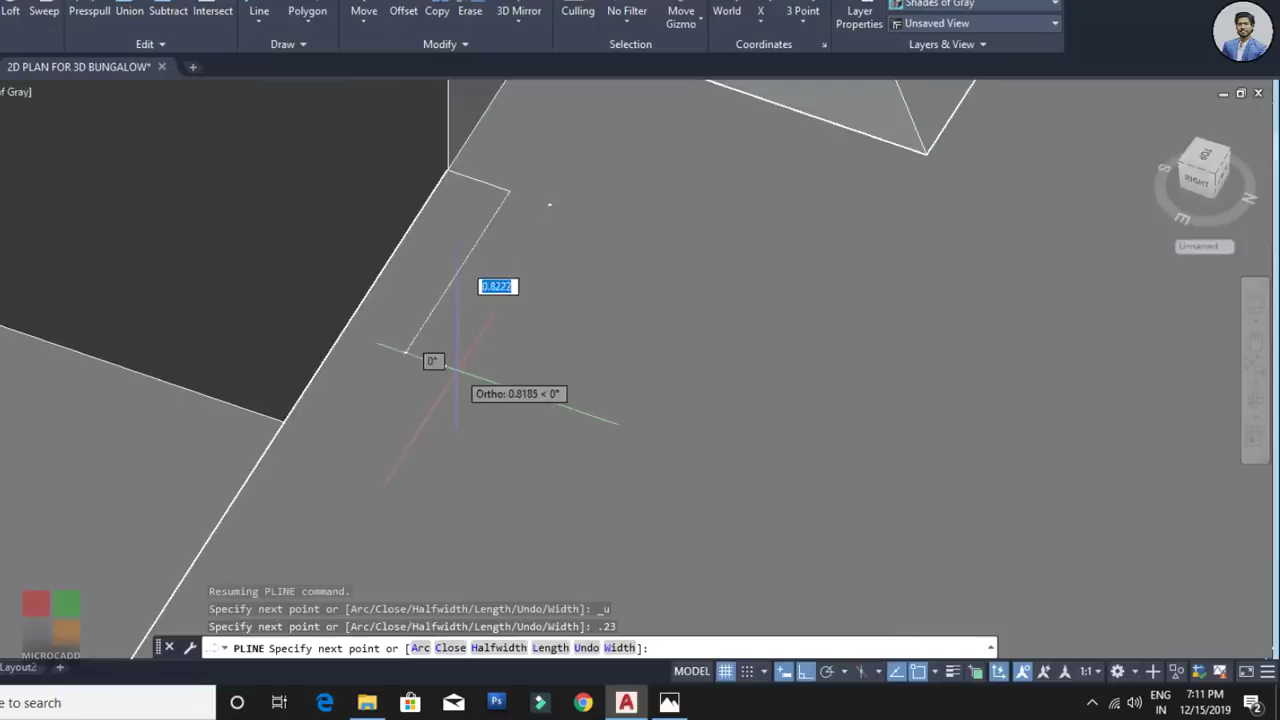 Loft Sweep Presspull Union Subtract Intersect Line Polygon Move Offset Copy Erase 3D Mirror Culling No Filter Move Gizmo World X 3 Point Layer Properties Shades of Gray
Unsaved View
Edit Draw Modify Selection Coordinates Layers & View
2D PLAN FOR 3D BUNGALOW*
of Gray]
TOP
RIGHT
S
N
E
Unnamed
0.8222
0°
Ortho: 0.8185 < 0°
Resuming PLINE command.
Specify next point or [Arc/Close/Halfwidth/Length/Undo/Width]: _u
Specify next point or [Arc/Close/Halfwidth/Length/Undo/Width]: .23
PLINE Specify next point or [Arc Close Halfwidth Length Undo Width]:
MICROCADD
Layout2
MODEL
1:1
e to search
Ps
A
ENG
IN
7:11 PM
12/15/2019
2